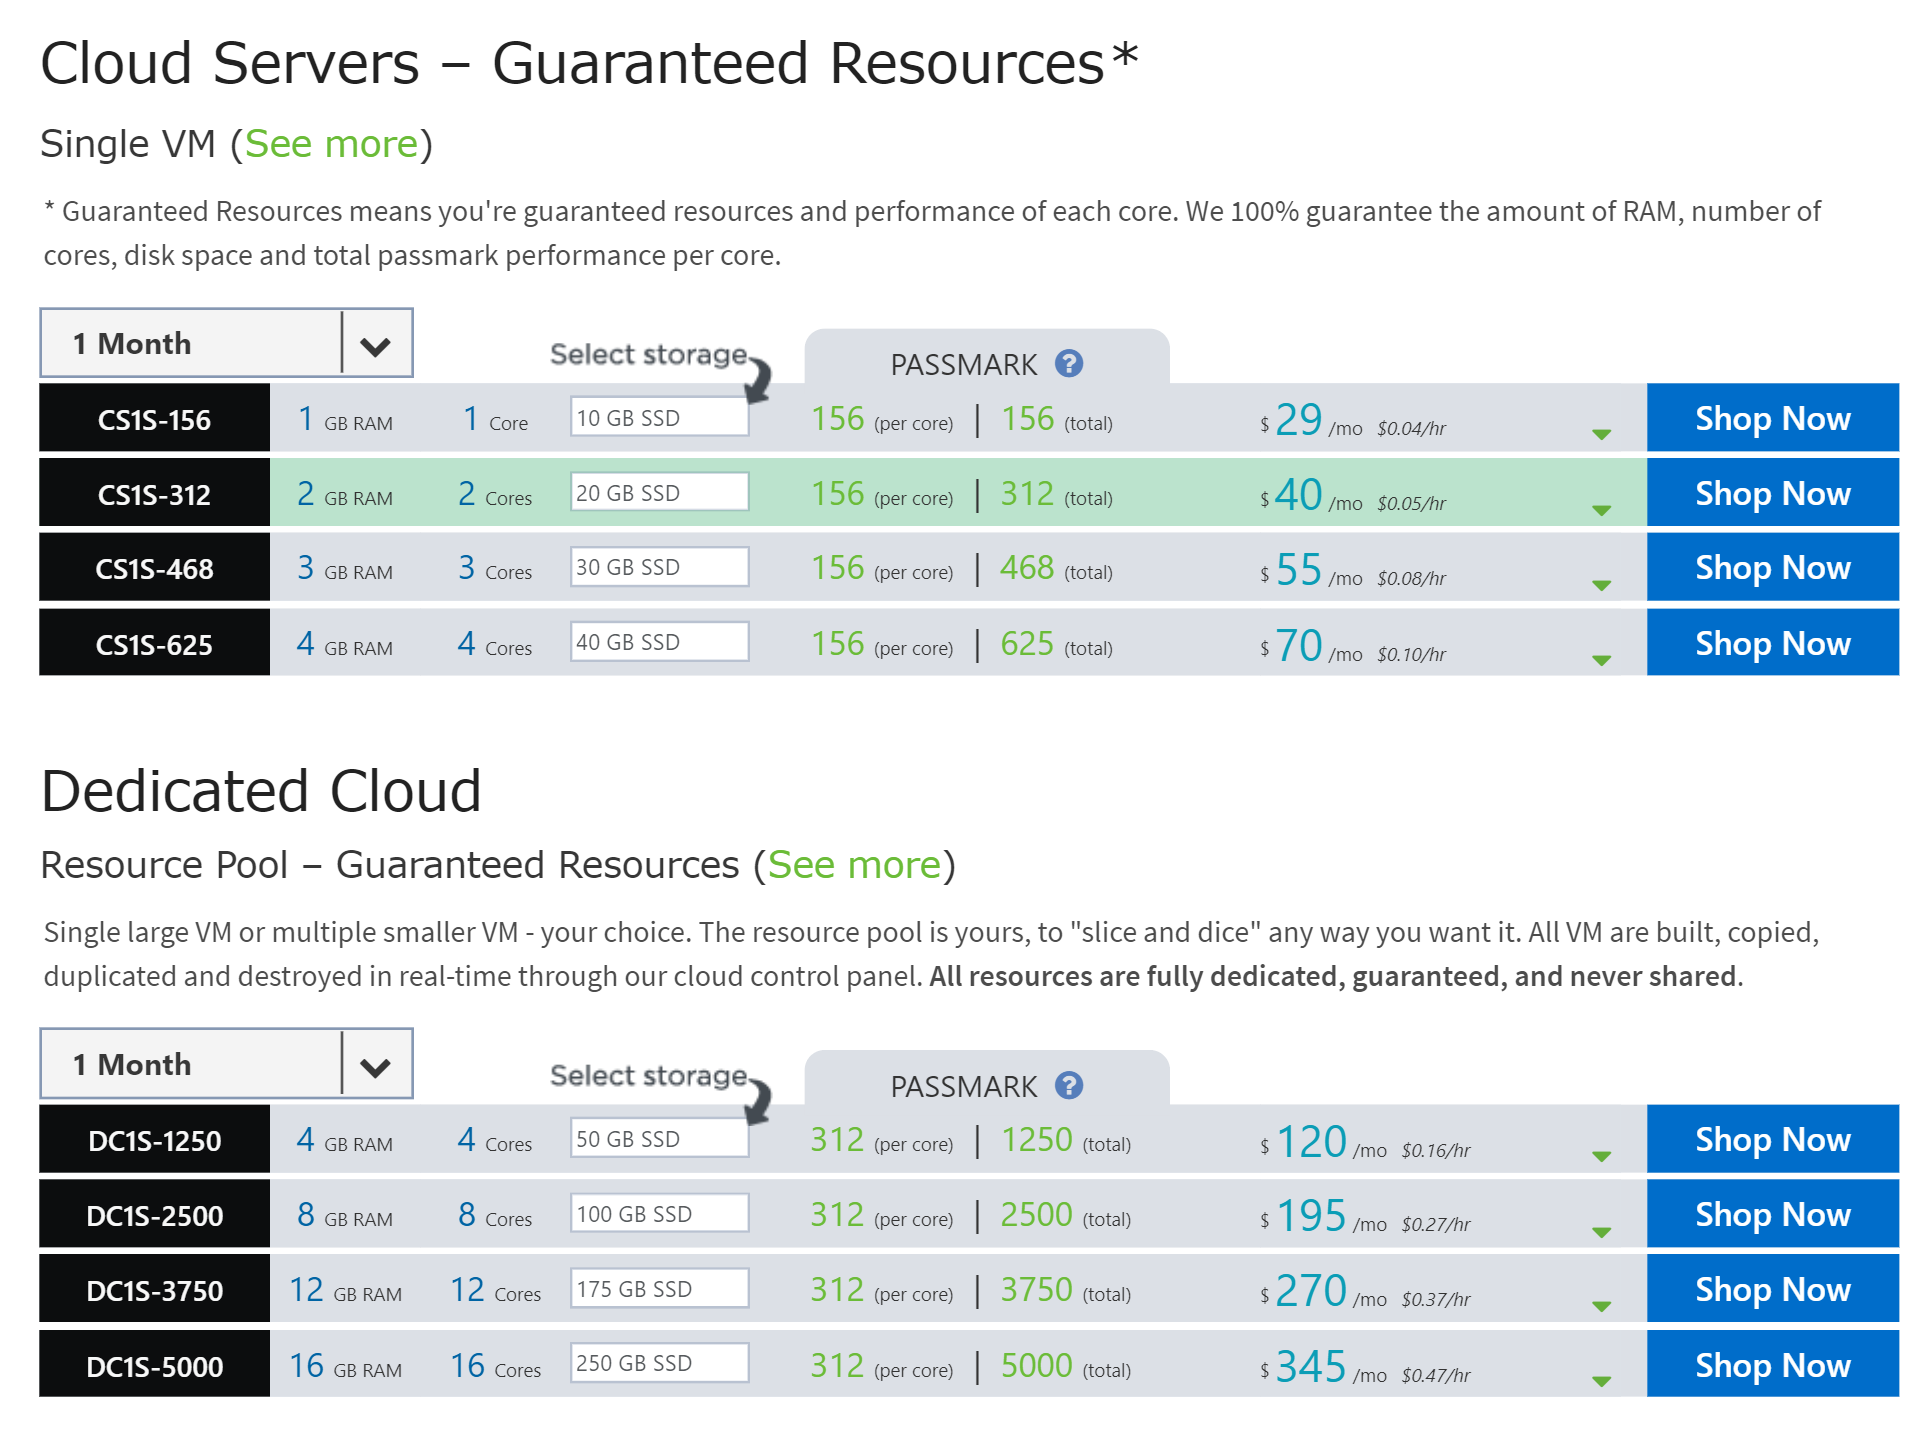 Cloud Servers – Guaranteed Resources*
Single VM (See more)
* Guaranteed Resources means you're guaranteed resources and performance of each core. We 100% guarantee the amount of RAM, number of
cores, disk space and total passmark performance per core.
1 Month
Select storage
PASSMARK ?
CS1S-156 1 GB RAM 1 Core 10 GB SSD 156 (per core) | 156 (total) $ 29 /mo $0.04/hr Shop Now
CS1S-312 2 GB RAM 2 Cores 20 GB SSD 156 (per core) | 312 (total) $ 40 /mo $0.05/hr Shop Now
CS1S-468 3 GB RAM 3 Cores 30 GB SSD 156 (per core) | 468 (total) $ 55 /mo $0.08/hr Shop Now
CS1S-625 4 GB RAM 4 Cores 40 GB SSD 156 (per core) | 625 (total) $ 70 /mo $0.10/hr Shop Now
Dedicated Cloud
Resource Pool – Guaranteed Resources (See more)
Single large VM or multiple smaller VM - your choice. The resource pool is yours, to "slice and dice" any way you want it. All VM are built, copied,
duplicated and destroyed in real-time through our cloud control panel. All resources are fully dedicated, guaranteed, and never shared.
1 Month
Select storage
PASSMARK ?
DC1S-1250 4 GB RAM 4 Cores 50 GB SSD 312 (per core) | 1250 (total) $ 120 /mo $0.16/hr Shop Now
DC1S-2500 8 GB RAM 8 Cores 100 GB SSD 312 (per core) | 2500 (total) $ 195 /mo $0.27/hr Shop Now
DC1S-3750 12 GB RAM 12 Cores 175 GB SSD 312 (per core) | 3750 (total) $ 270 /mo $0.37/hr Shop Now
DC1S-5000 16 GB RAM 16 Cores 250 GB SSD 312 (per core) | 5000 (total) $ 345 /mo $0.47/hr Shop Now